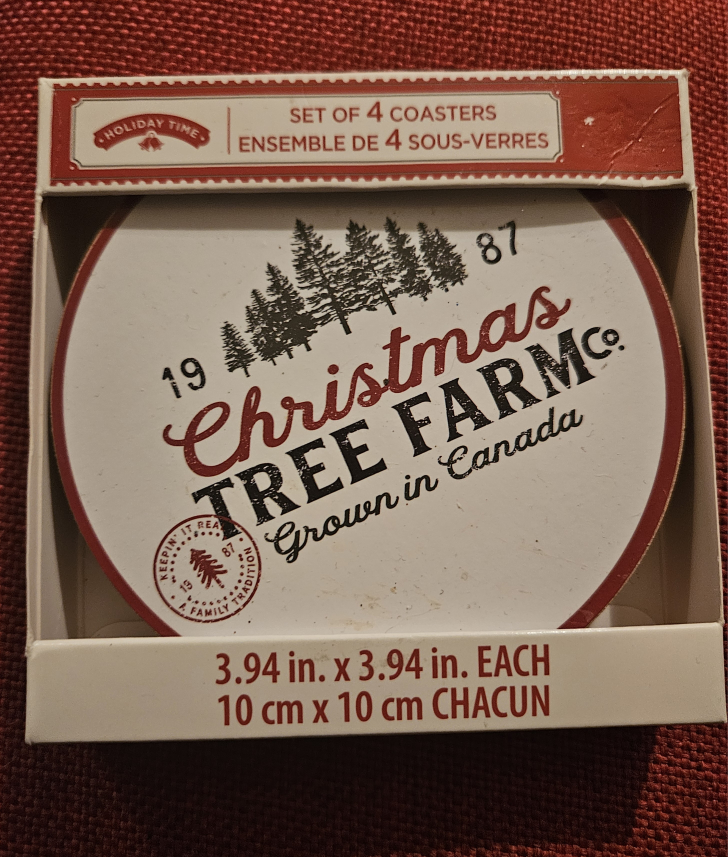 HOLIDAY TIME
SET OF 4 COASTERS
ENSEMBLE DE 4 SOUS-VERRES
19 87
Christmas
TREE FARM Co.
Grown in Canada
KEEPIN' IT REAL
19 87
A FAMILY TRADITION
3.94 in. x 3.94 in. EACH
10 cm x 10 cm CHACUN